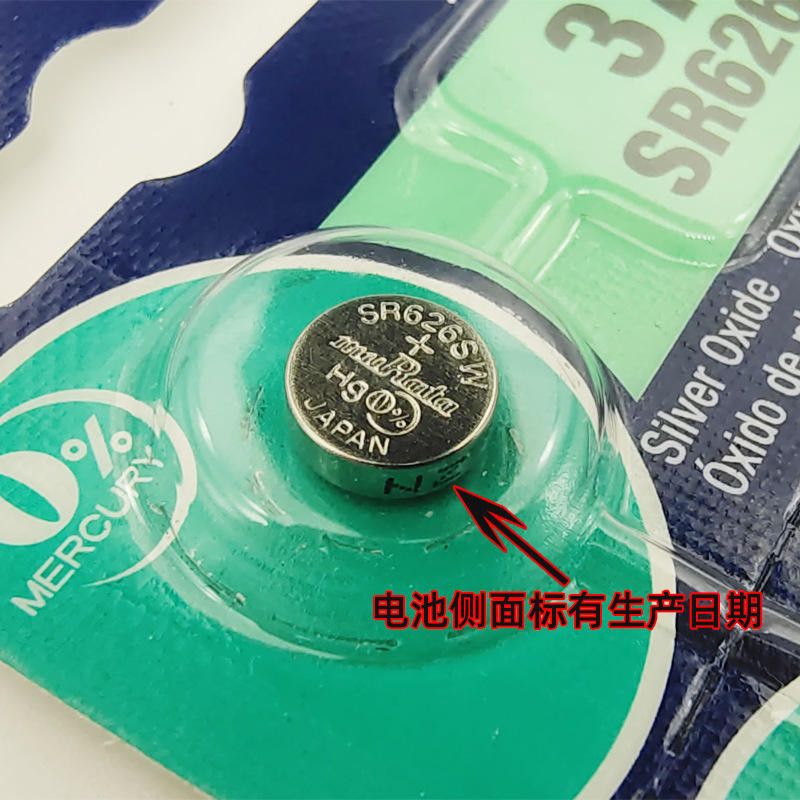 SR626
Silver Oxide
Óxido de
SR626SW
+
muRata
Hg 0%
JAPAN
0%
MERCURY
电池侧面标有生产日期